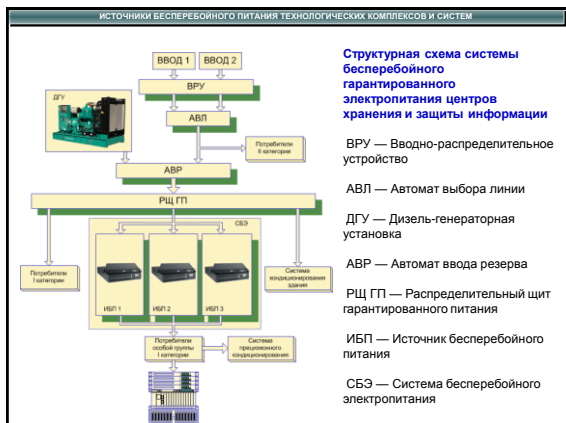 ИСТОЧНИКИ БЕСПЕРЕБОЙНОГО ПИТАНИЯ ТЕХНОЛОГИЧЕСКИХ КОМПЛЕКСОВ И СИСТЕМ
ВВОД 1
ВВОД 2
ВРУ
ДГУ
АВЛ
Потребители
II категории
АВР
РЩ ГП
СБЭ
ИБП 1
ИБП 2
ИБП 3
Потребители
I категории
Система
кондиционирования
здания
Потребители
особой группы
I категории
Система
прецизионного
кондиционирования
Структурная схема системы
бесперебойного
гарантированного
электропитания центров
хранения и защиты информации
ВРУ — Вводно-распределительное
устройство
АВЛ — Автомат выбора линии
ДГУ — Дизель-генераторная
установка
АВР — Автомат ввода резерва
РЩ ГП — Распределительный щит
гарантированного питания
ИБП — Источник бесперебойного
питания
СБЭ — Система бесперебойного
электропитания